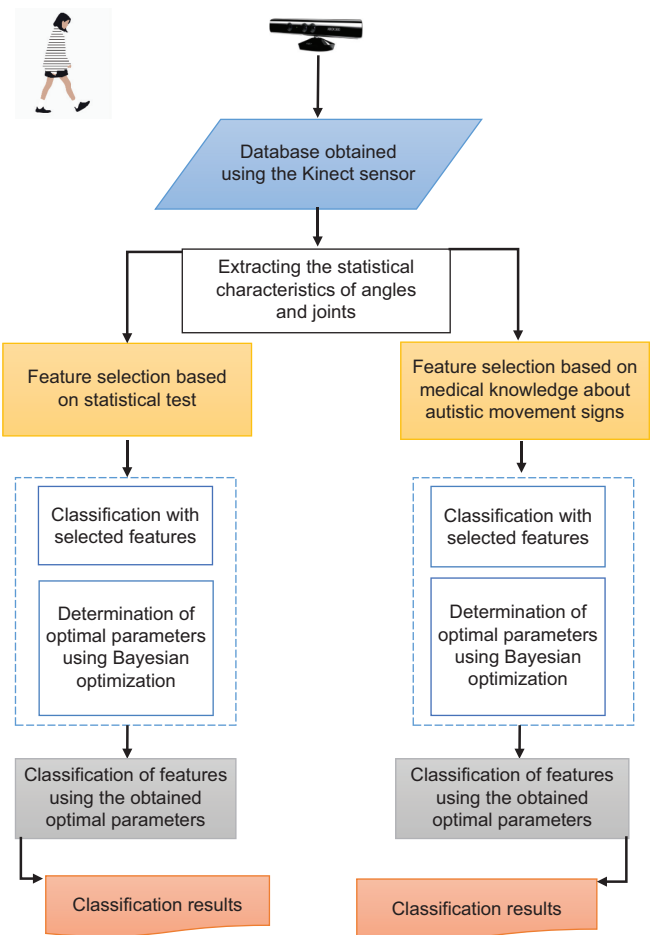 Database obtained
using the Kinect sensor
Extracting the statistical
characteristics of angles
and joints
Feature selection based
on statistical test
Feature selection based on
medical knowledge about
autistic movement signs
Classification with
selected features
Determination of
optimal parameters
using Bayesian
optimization
Classification with
selected features
Determination of
optimal parameters
using Bayesian
optimization
Classification of features
using the obtained
optimal parameters
Classification of features
using the obtained
optimal parameters
Classification results
Classification results